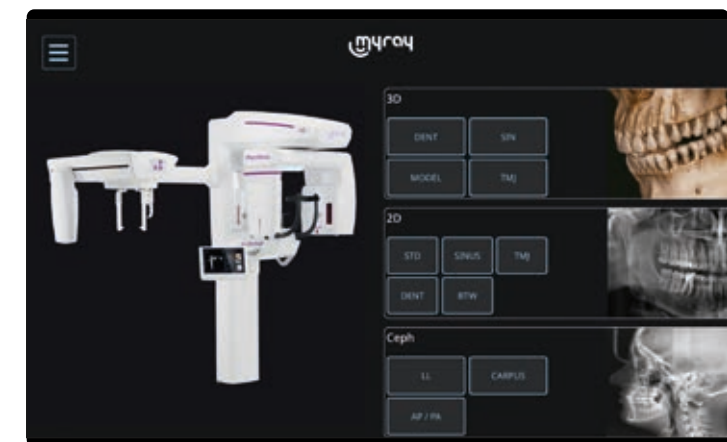 myray
3D
DENT SIN
MODEL TMJ
2D
STD SINUS TMJ
DENT BTW
Ceph
LL CARPUS
AP / PA